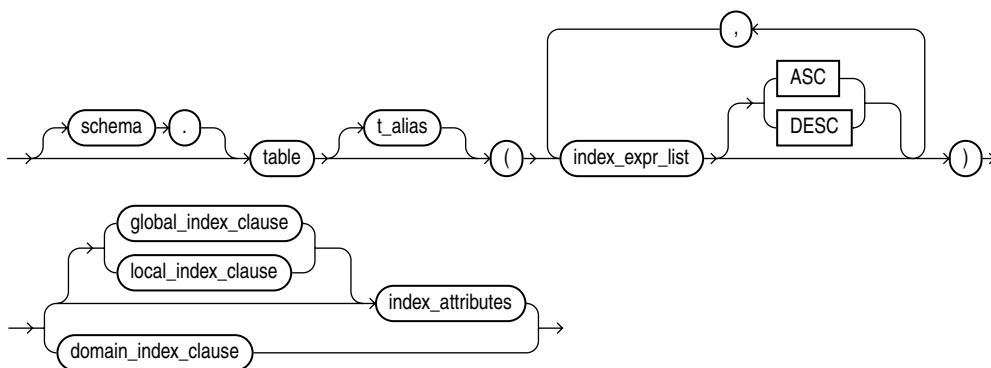 ,
ASC
schema . t_alias DESC
table ( index_expr_list )
global_index_clause
local_index_clause
index_attributes
domain_index_clause